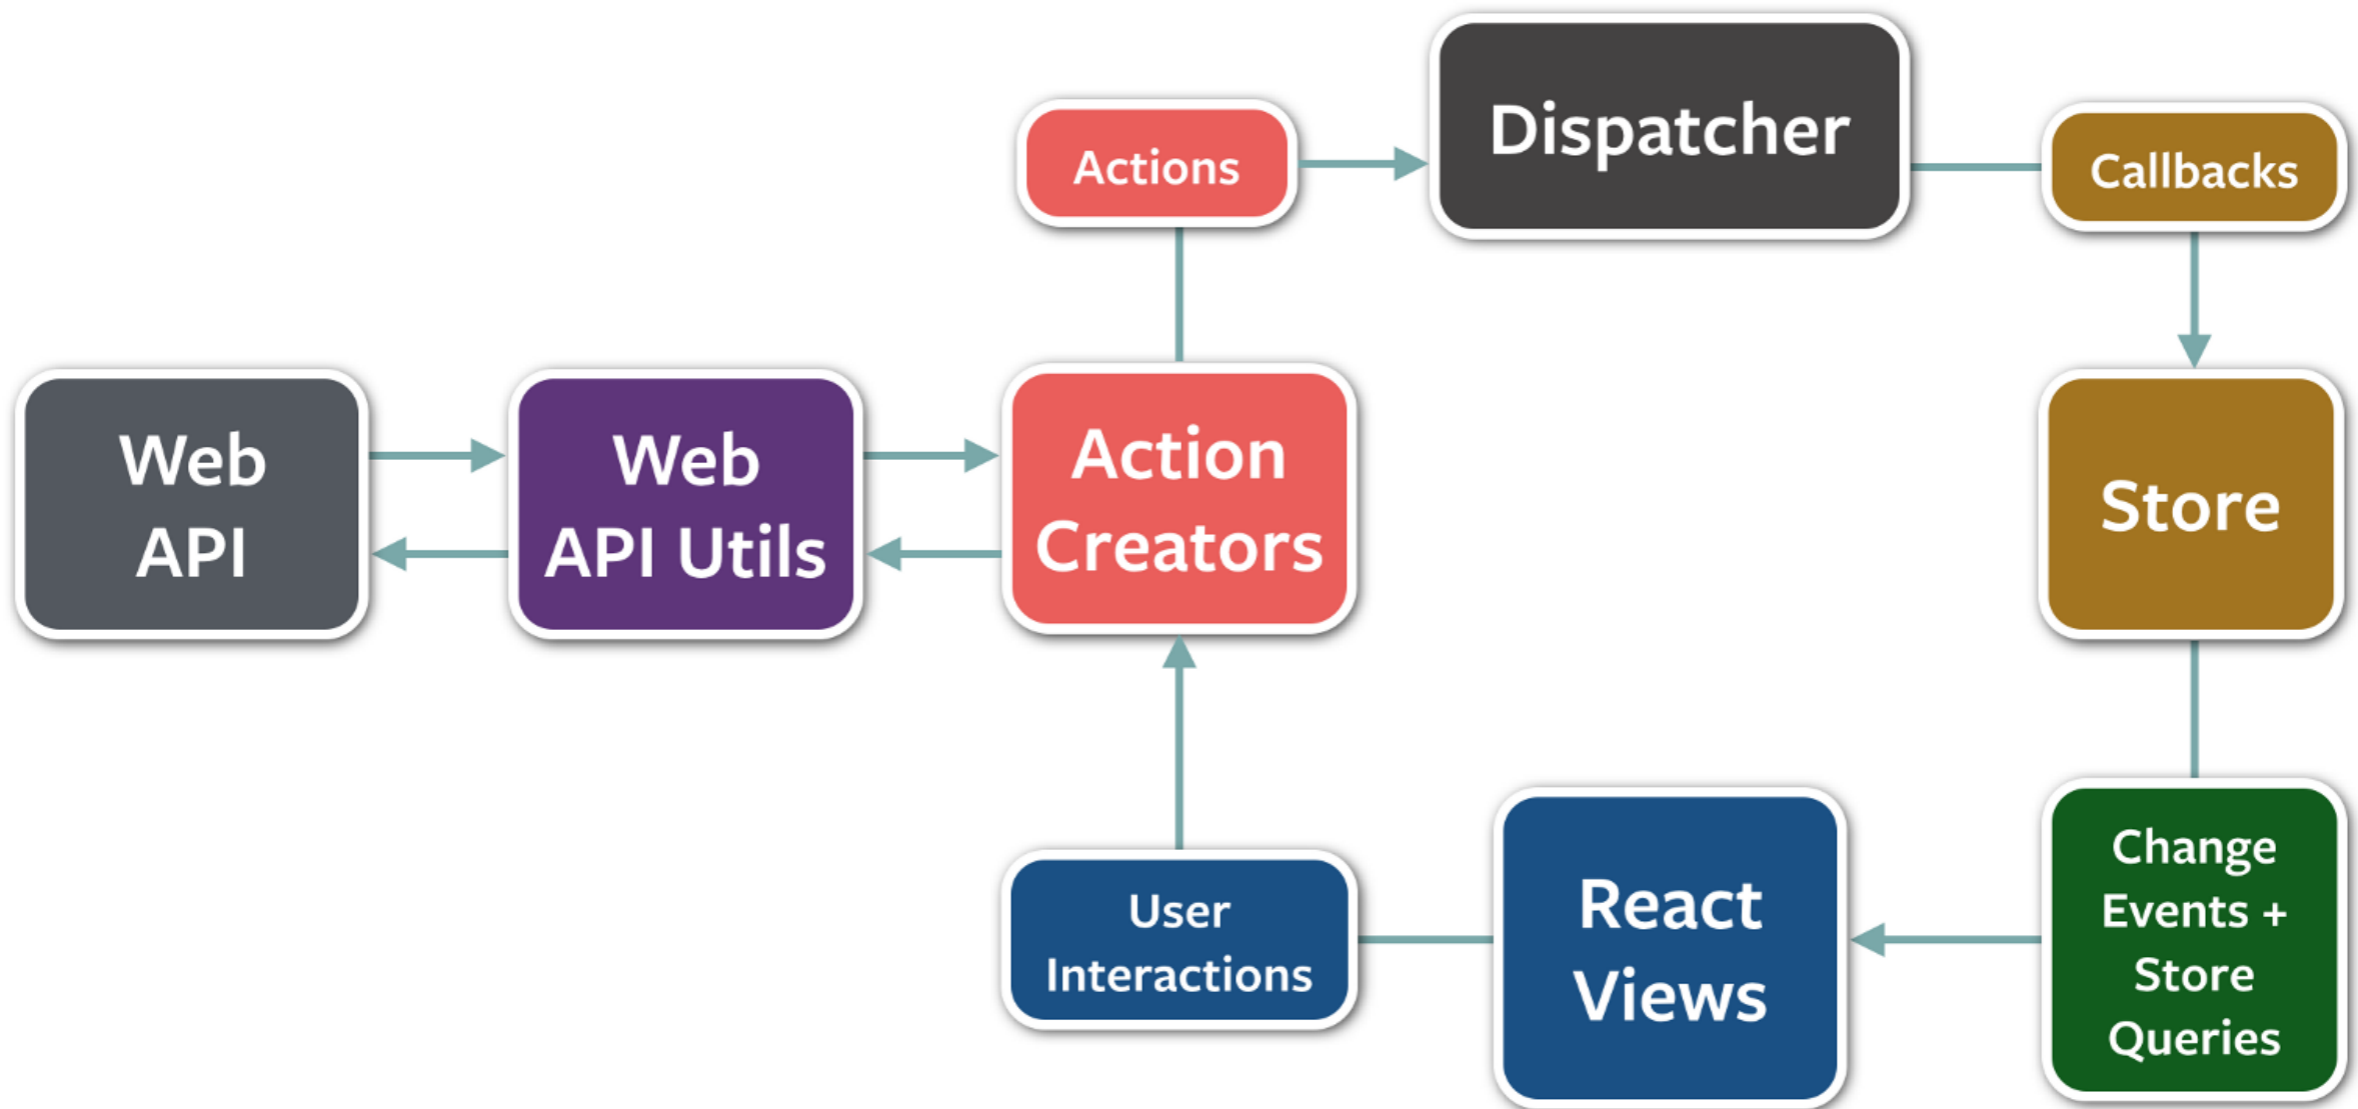 Dispatcher
Actions
Callbacks
Web
API
Web
API Utils
Action
Creators
Store
User
Interactions
React
Views
Change
Events +
Store
Queries